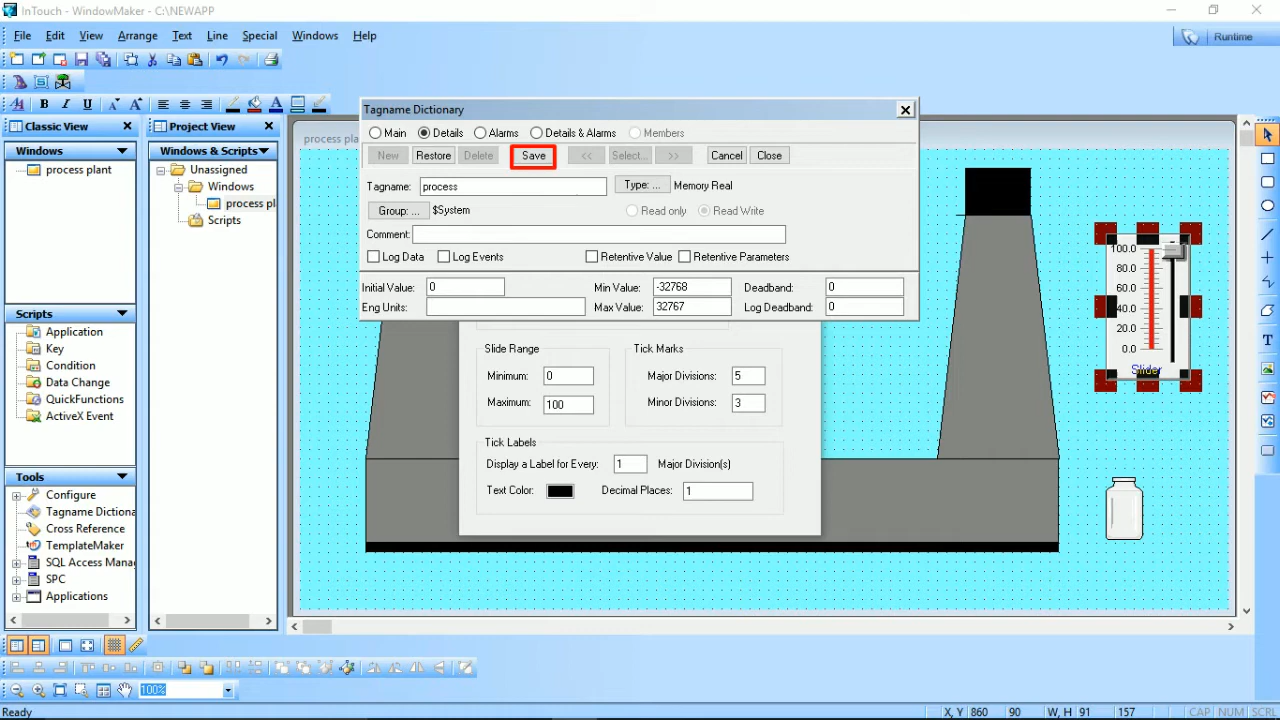 InTouch - WindowMaker - C:\NEWAPP
File Edit View Arrange Text Line Special Windows Help
Runtime
B I U A A A
Classic View
Windows
process plant
Scripts
Application
Key
Condition
Data Change
QuickFunctions
ActiveX Event
Tools
Configure
Tagname Dictiona
Cross Reference
TemplateMaker
SQL Access Mana
SPC
Applications
Project View
Windows & Scripts
Unassigned
Windows
process pl
Scripts
process pla
Tagname Dictionary
Main Details Alarms Details & Alarms Members
New Restore Delete Save << Select... >> Cancel Close
Tagname: process Type: ... Memory Real
Group: ... $System Read only Read Write
Comment:
Log Data Log Events Retentive Value Retentive Parameters
Initial Value: 0 Min Value: -32768 Deadband: 0
Eng Units: Max Value: 32767 Log Deadband: 0
Slide Range
Minimum: 0
Maximum: 100
Tick Marks
Major Divisions: 5
Minor Divisions: 3
Tick Labels
Display a Label for Every: 1 Major Division(s)
Text Color: Decimal Places: 1
100.0
80.0
60.0
40.0
20.0
0.0
Slider
T
100%
Ready
X, Y 860 90 W, H 91 157 CAP NUM SCRL